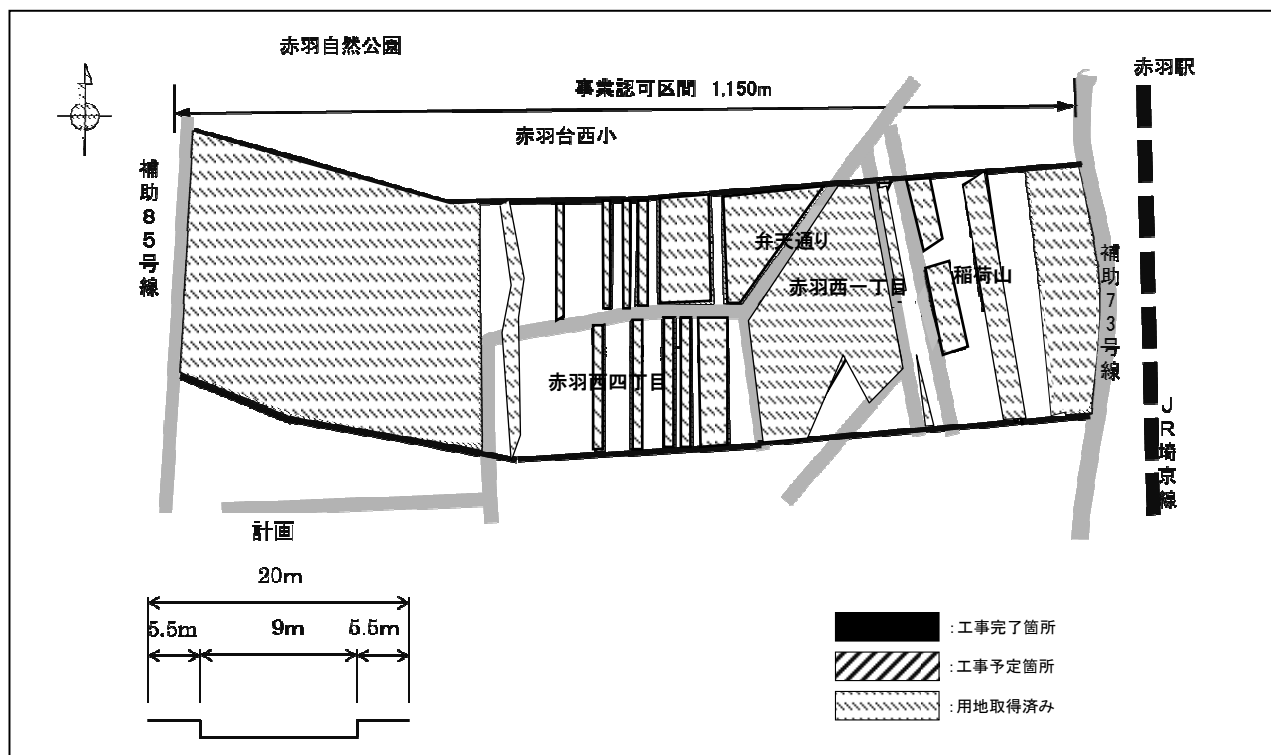 赤羽自然公園
赤羽駅
事業認可区間 1,150m
赤羽台西小
補助85号線
弁天通り
赤羽西一丁目
稲荷山
補助73号線
赤羽西四丁目
JR埼京線
計画
20m
5.5m
9m
5.5m
:工事完了箇所
:工事予定箇所
:用地取得済み